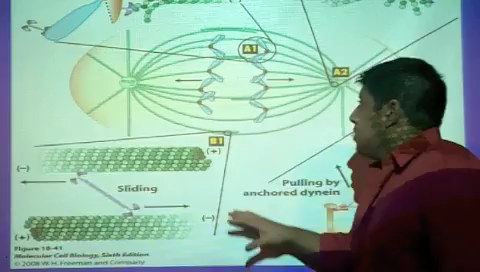 A1
A2
B1
(+)
(−)
Sliding
Pulling by
anchored dynein
(−)
(+)
Figure 18-41
Molecular Cell Biology, Sixth Edition
© 2008 W. H. Freeman and Company